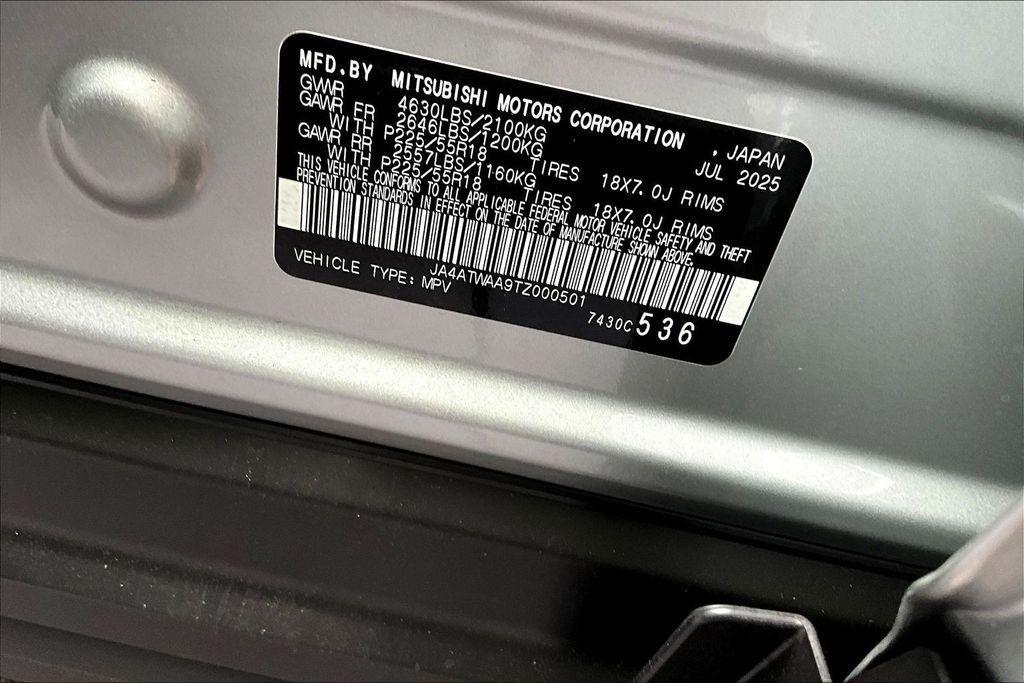 MFD.BY MITSUBISHI MOTORS CORPORATION , JAPAN
GVWR 4630LBS/2100KG JUL 2025
GAWR FR 2646LBS/1200KG
WITH P225/55R18 TIRES 18X7.0J RIMS
GAWR RR 2557LBS/1160KG
WITH P225/55R18 TIRES 18X7.0J RIMS
THIS VEHICLE CONFORMS TO ALL APPLICABLE FEDERAL MOTOR VEHICLE SAFETY AND THEFT
PREVENTION STANDARDS IN EFFECT ON THE DATE OF MANUFACTURE SHOWN ABOVE.
JA4ATWAA9TZ000501
VEHICLE TYPE: MPV 7430C 536